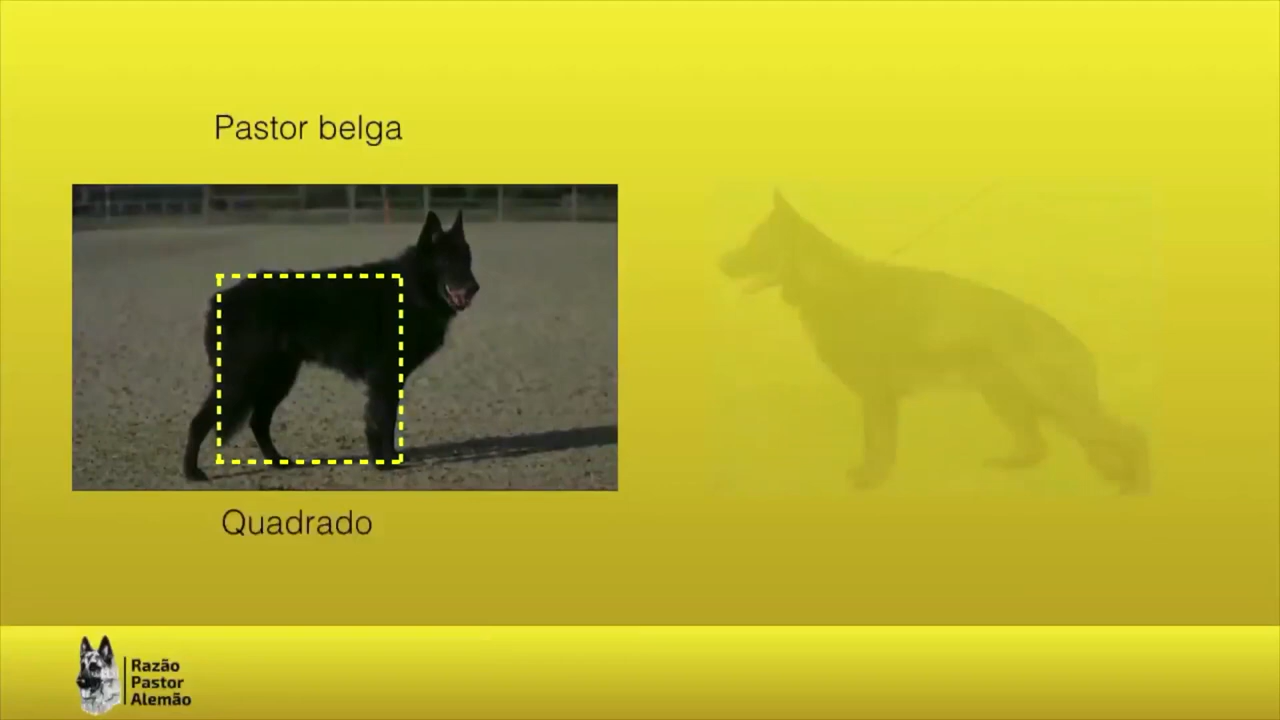 Pastor belga
Quadrado
Razão
Pastor
Alemão